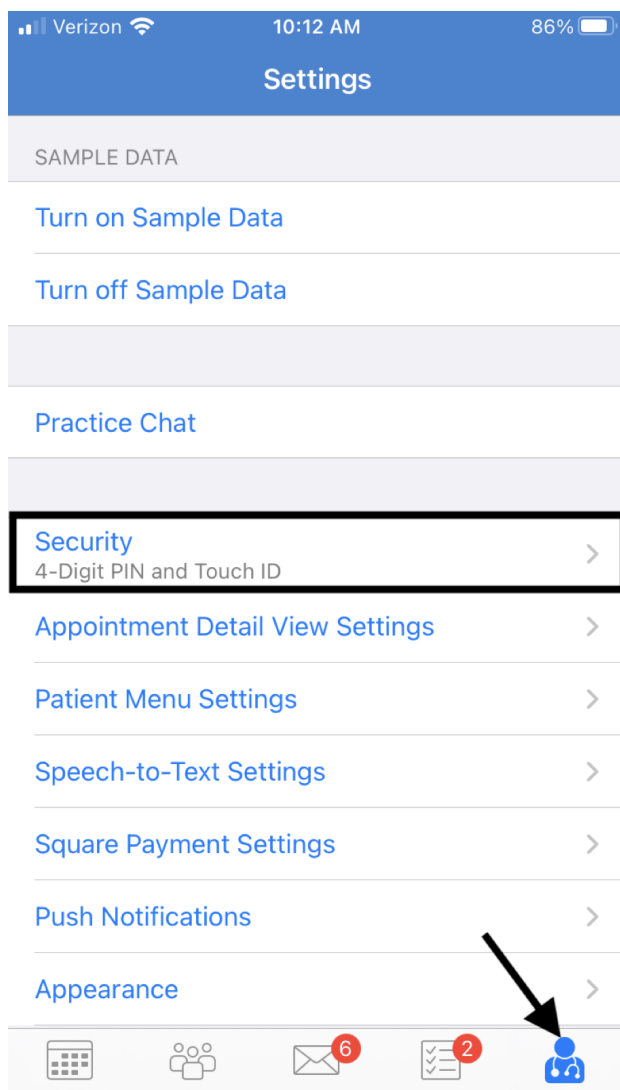 Verizon 10:12 AM 86%
Settings
SAMPLE DATA
Turn on Sample Data
Turn off Sample Data
Practice Chat
Security
4-Digit PIN and Touch ID
Appointment Detail View Settings
Patient Menu Settings
Speech-to-Text Settings
Square Payment Settings
Push Notifications
Appearance
6 2